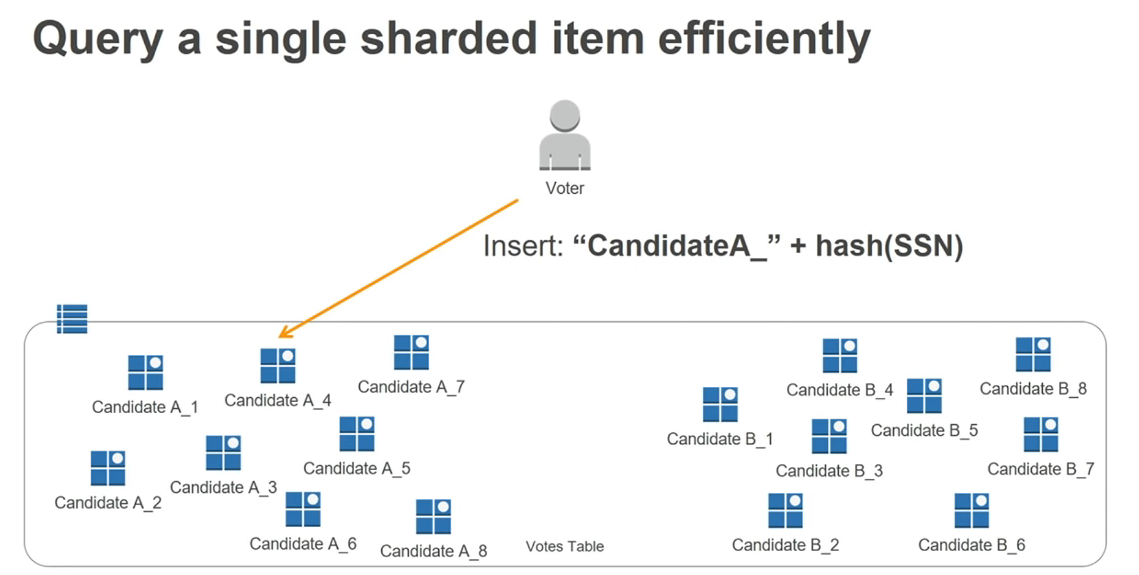 Query a single sharded item efficiently
Voter
Insert: “CandidateA_” + hash(SSN)
Candidate A_1
Candidate A_4
Candidate A_7
Candidate A_2
Candidate A_3
Candidate A_5
Candidate A_6
Candidate A_8
Votes Table
Candidate B_1
Candidate B_4
Candidate B_5
Candidate B_8
Candidate B_3
Candidate B_7
Candidate B_2
Candidate B_6